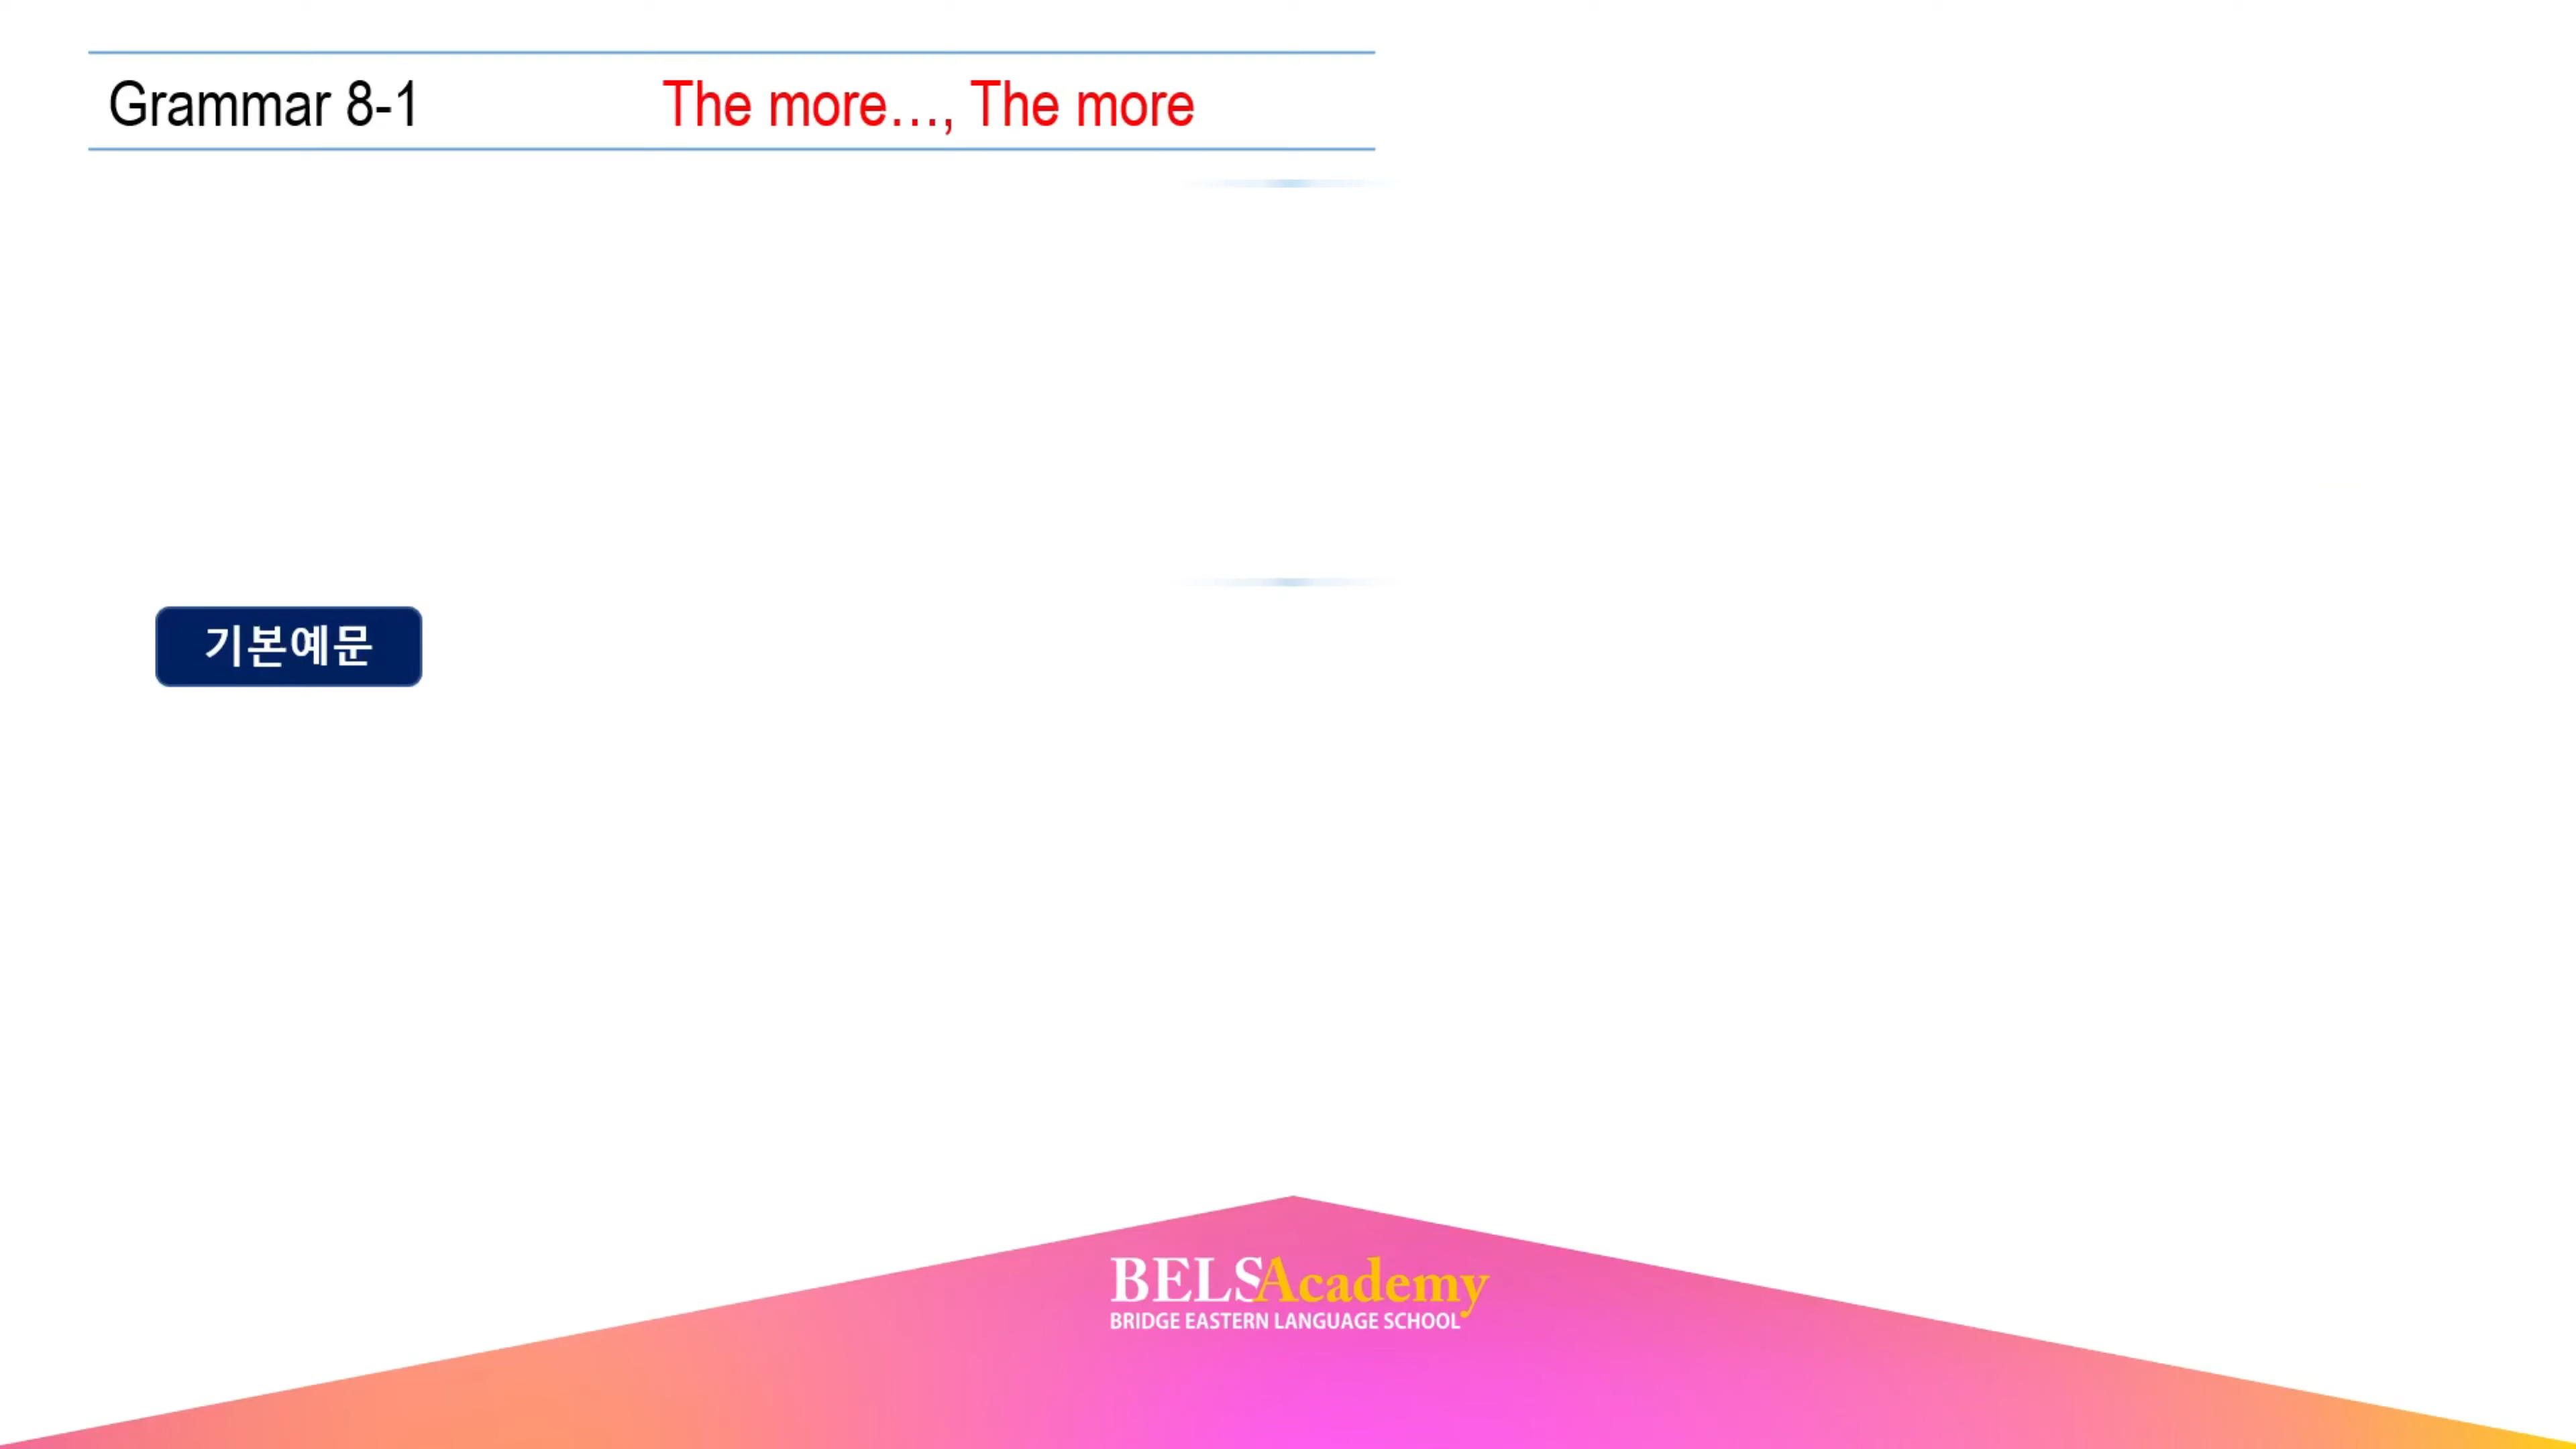 Grammar 8-1 The more…, The more
기본예문
BELSAcademy
BRIDGE EASTERN LANGUAGE SCHOOL